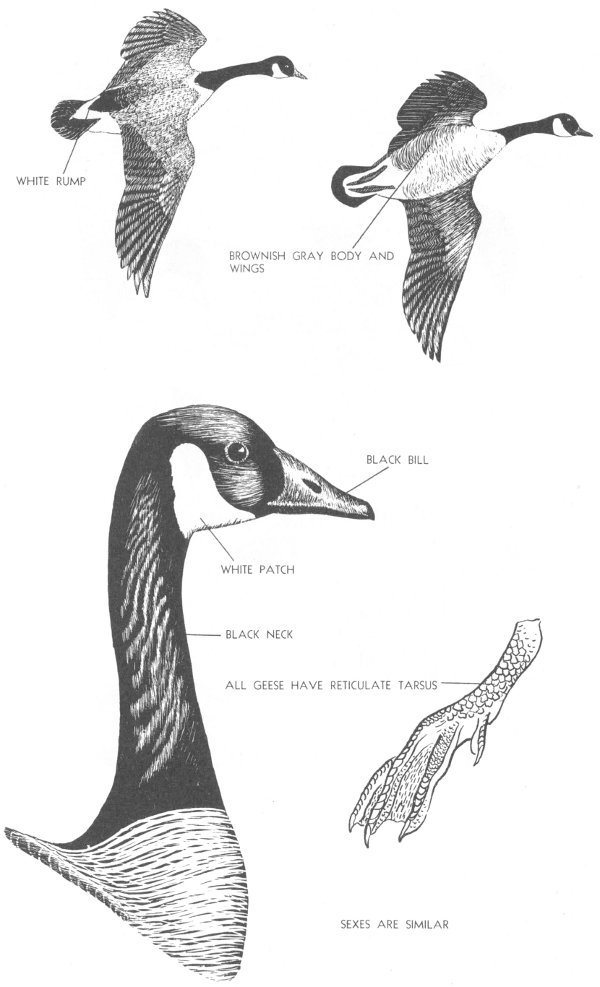 WHITE RUMP
BROWNISH GRAY BODY AND
WINGS
BLACK BILL
WHITE PATCH
BLACK NECK
ALL GEESE HAVE RETICULATE TARSUS
SEXES ARE SIMILAR